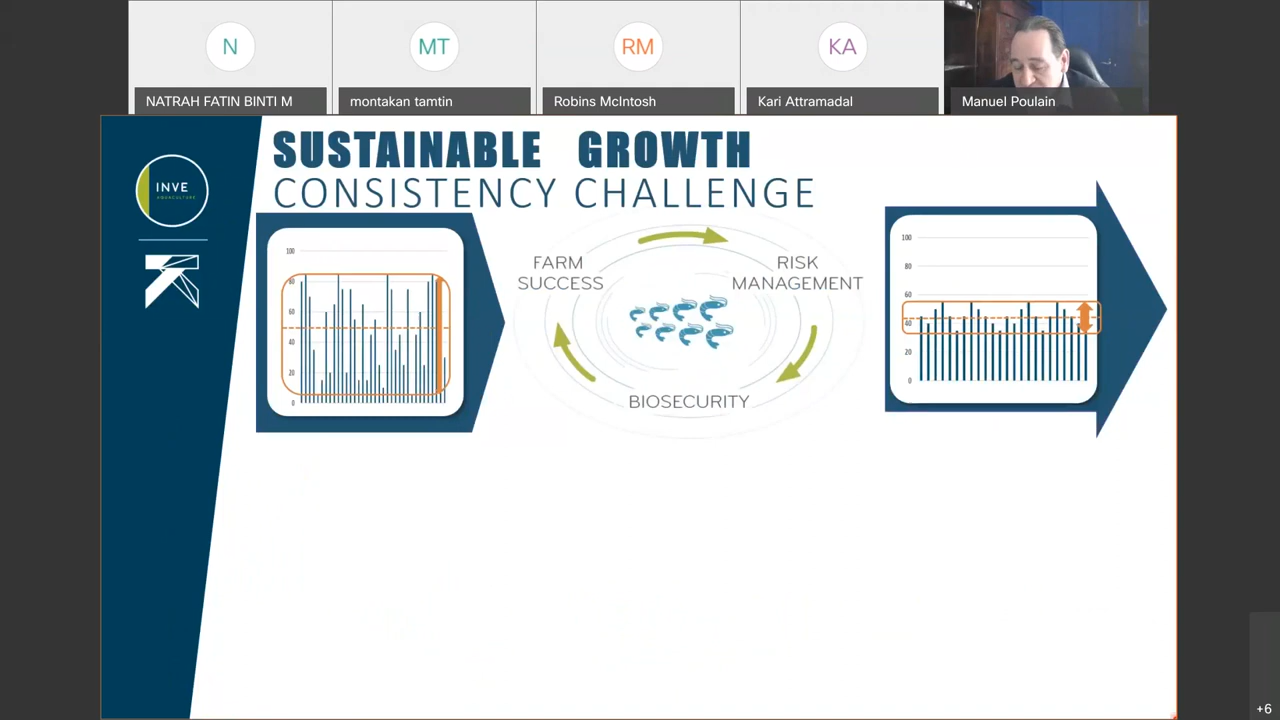 N
MT
RM
KA
NATRAH FATIN BINTI M
montakan tamtin
Robins McIntosh
Kari Attramadal
Manuel Poulain
SUSTAINABLE GROWTH
CONSISTENCY CHALLENGE
INVE
AQUACULTURE
100
80
60
40
20
0
FARM
SUCCESS
RISK
MANAGEMENT
BIOSECURITY
100
80
60
40
20
0
+6